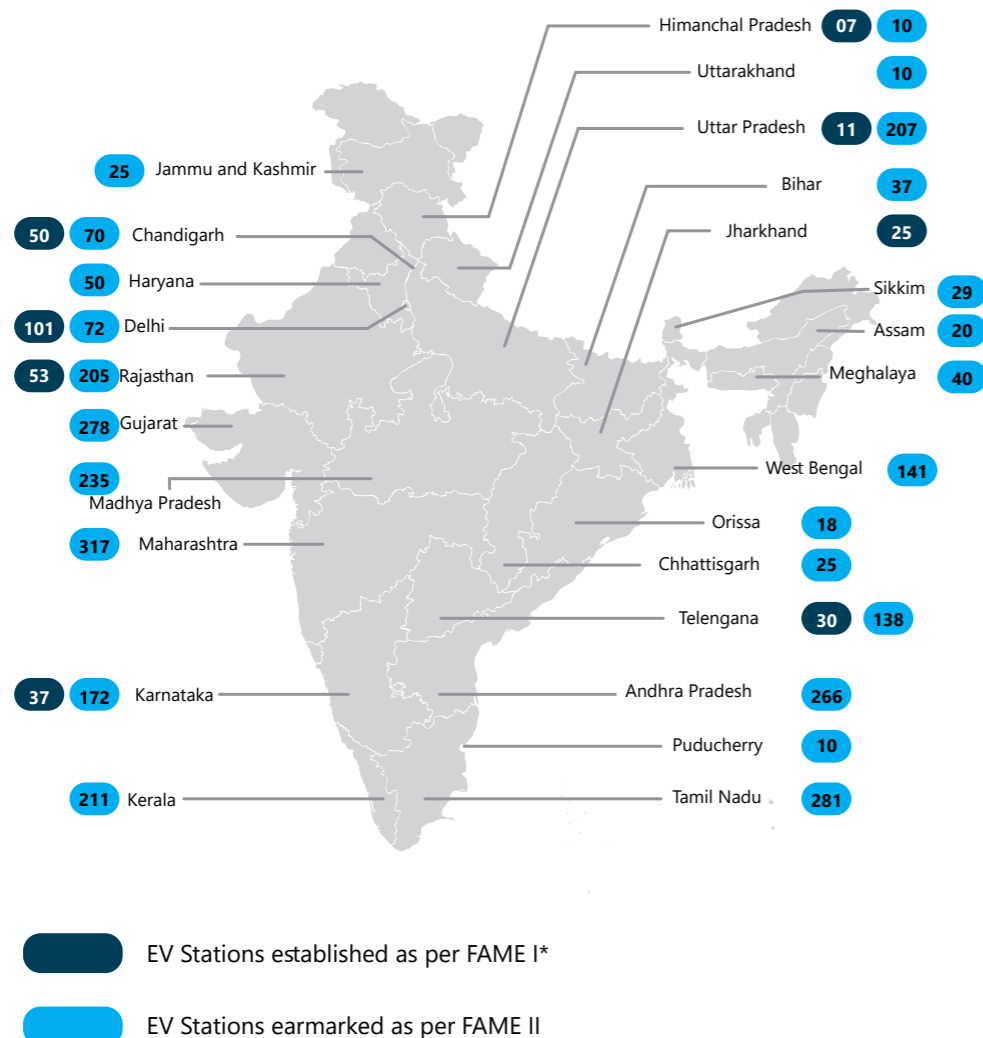 Himanchal Pradesh 07 10
Uttarakhand 10
Uttar Pradesh 11 207
25 Jammu and Kashmir
Bihar 37
50 70 Chandigarh
Jharkhand 25
50 Haryana
Sikkim 29
101 72 Delhi
Assam 20
53 205 Rajasthan
Meghalaya 40
278 Gujarat
West Bengal 141
235
Madhya Pradesh
Orissa 18
317 Maharashtra
Chhattisgarh 25
Telengana 30 138
37 172 Karnataka
Andhra Pradesh 266
Puducherry 10
211 Kerala
Tamil Nadu 281
EV Stations established as per FAME I*
EV Stations earmarked as per FAME II